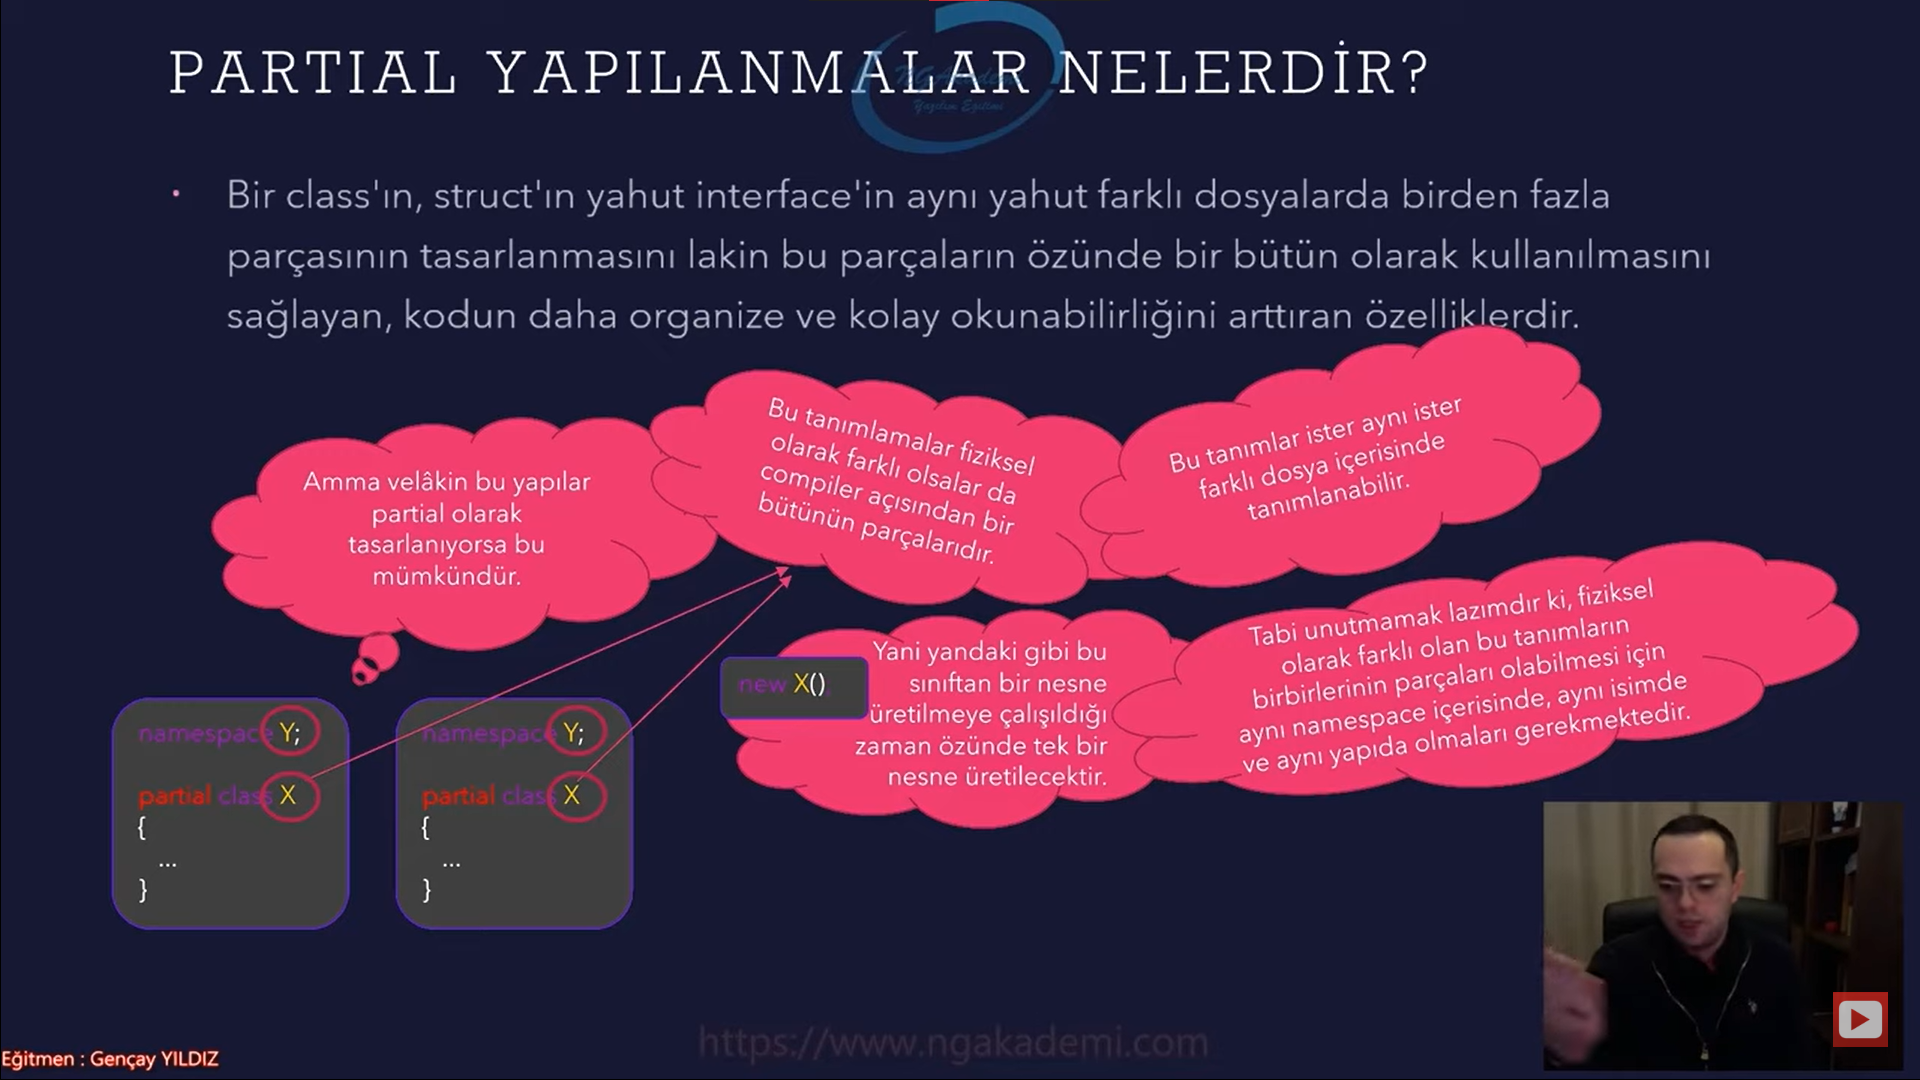 PARTIAL YAPILANMALAR NELERDİR?
NG Akademi
Yazılım Eğitimi
• Bir class'ın, struct'ın yahut interface'in aynı yahut farklı dosyalarda birden fazla
parçasının tasarlanmasını lakin bu parçaların özünde bir bütün olarak kullanılmasını
sağlayan, kodun daha organize ve kolay okunabilirliğini arttıran özelliklerdir.
Amma velâkin bu yapılar
partial olarak
tasarlanıyorsa bu
mümkündür.
Bu tanımlamalar fiziksel
olarak farklı olsalar da
compiler açısından bir
bütünün parçalarıdır.
Bu tanımlar ister aynı ister
farklı dosya içerisinde
tanımlanabilir.
new X();
Yani yandaki gibi bu
sınıftan bir nesne
üretilmeye çalışıldığı
zaman özünde tek bir
nesne üretilecektir.
Tabi unutmamak lazımdır ki, fiziksel
olarak farklı olan bu tanımların
birbirlerinin parçaları olabilmesi için
aynı namespace içerisinde, aynı isimde
ve aynı yapıda olmaları gerekmektedir.
namespace Y;
partial class X
{
...
}
namespace Y;
partial class X
{
...
}
https://www.ngakademi.com
Eğitmen : Gençay YILDIZ